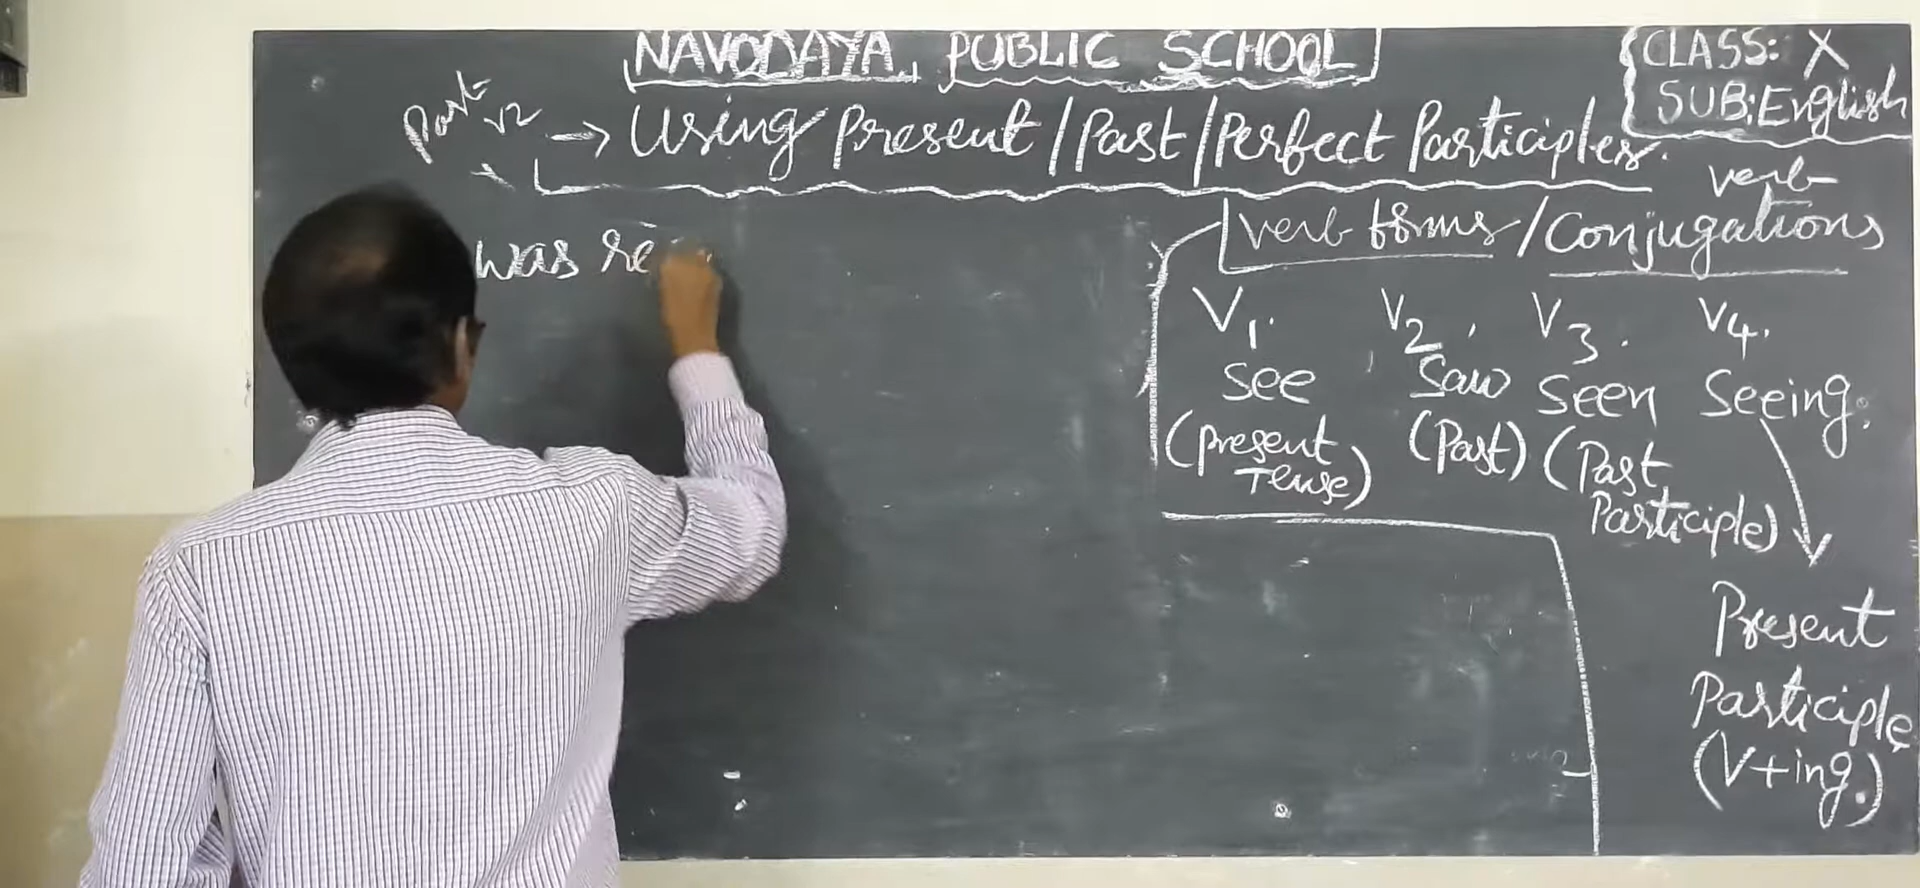 NAVODAYA PUBLIC SCHOOL
CLASS: X
SUB: English
Past V2
→ Using Present / Past / Perfect Participles.
verb
Verb forms / Conjugations
V1. V2. V3. V4.
see saw seen seeing.
(Present Tense) (Past) (Past Participle)
Present
Participle
(V+ing.)
was re